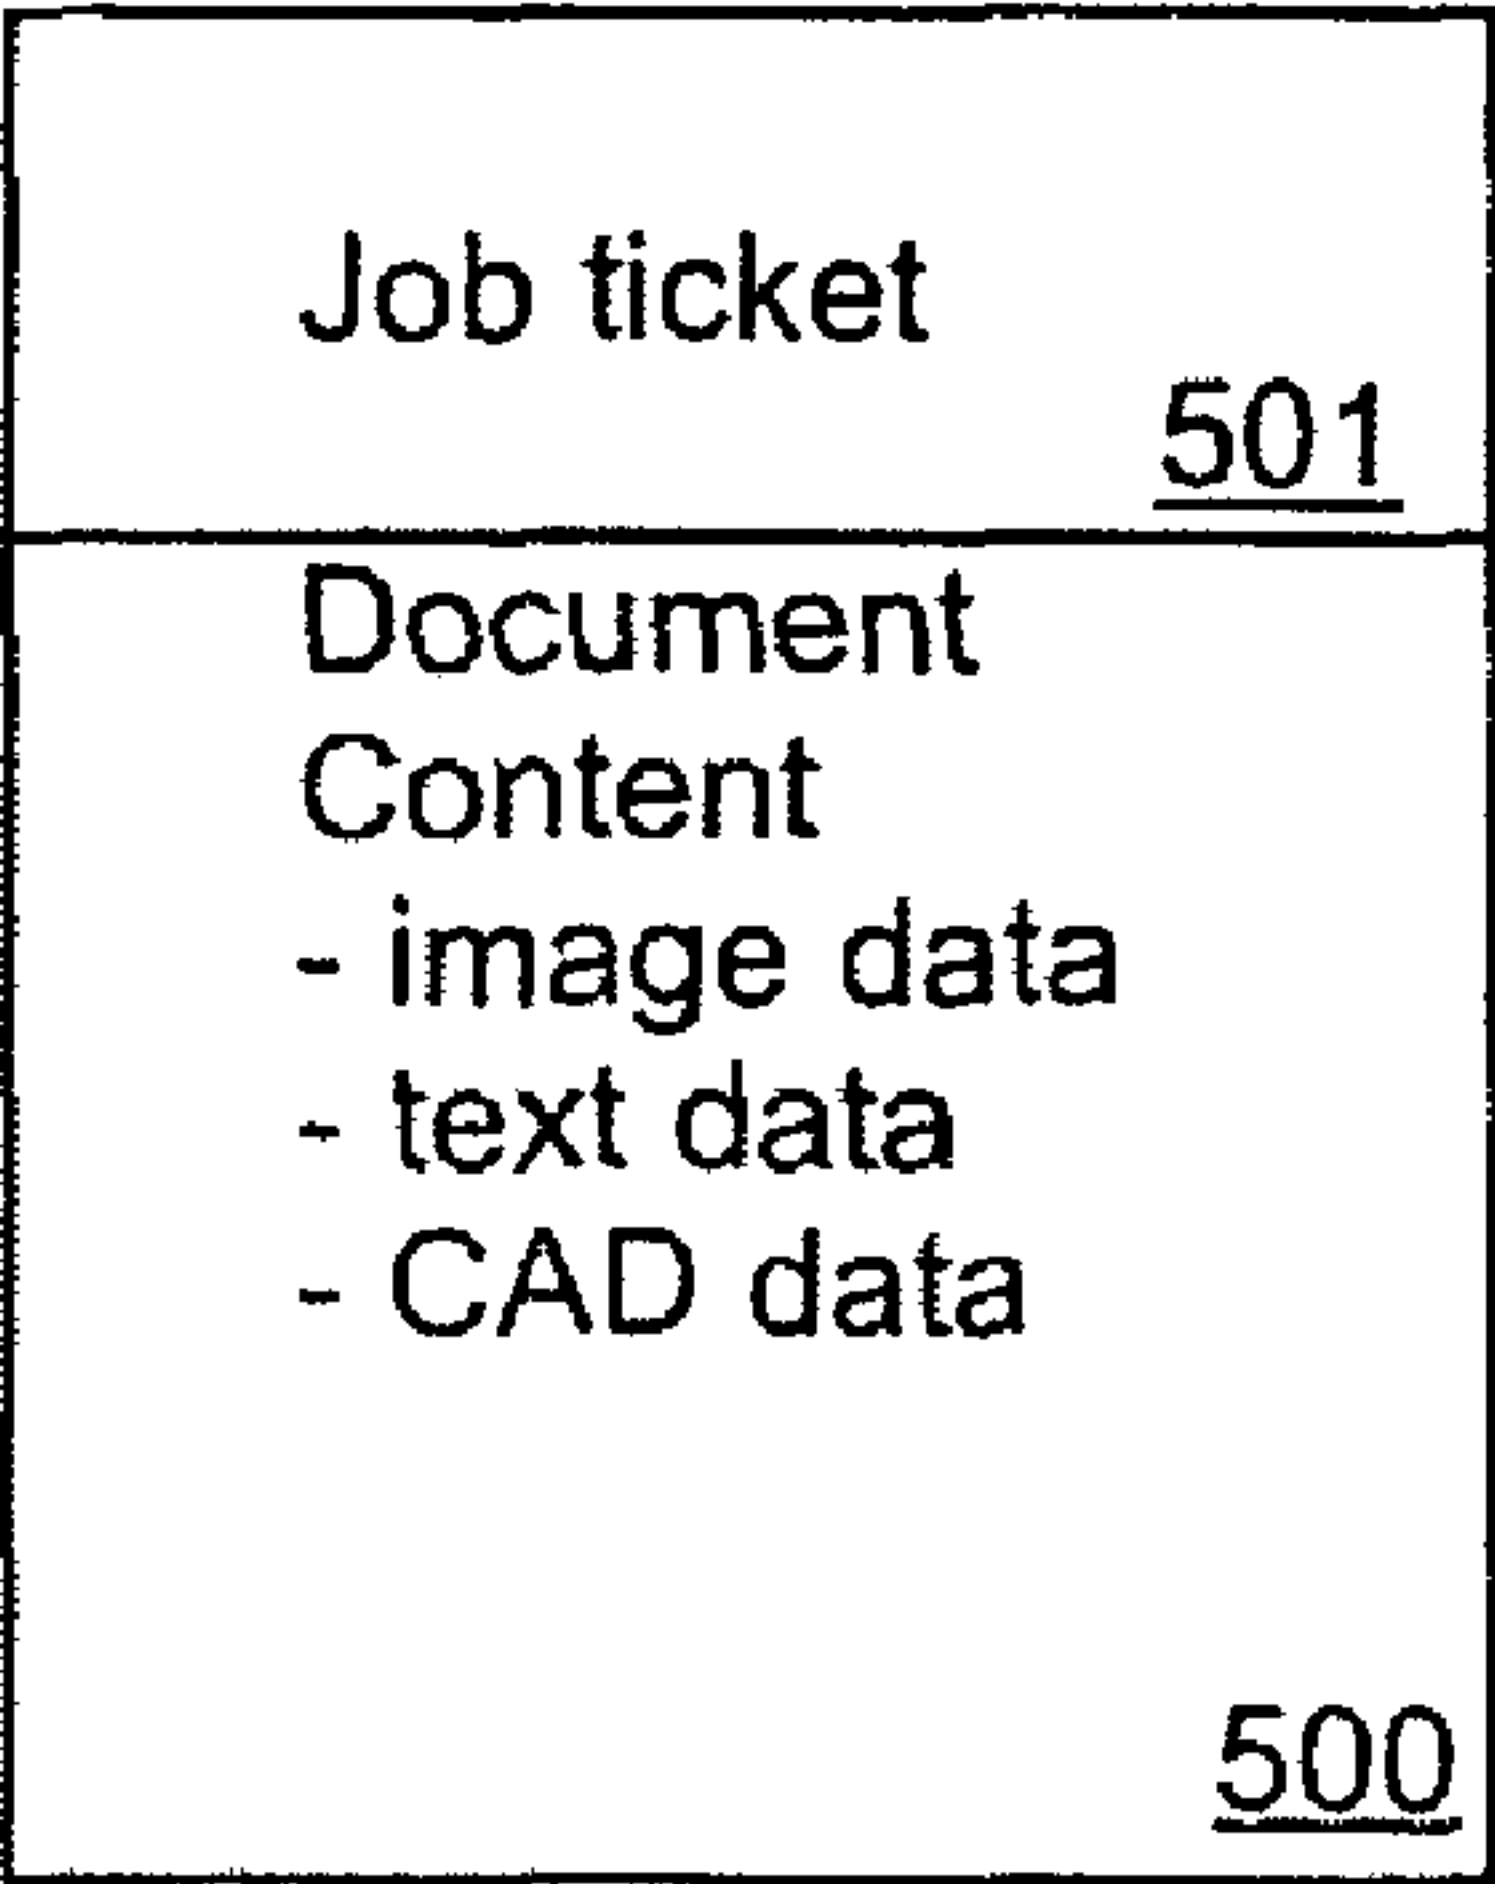 Job ticket
501
Document
Content
- image data
- text data
- CAD data
500